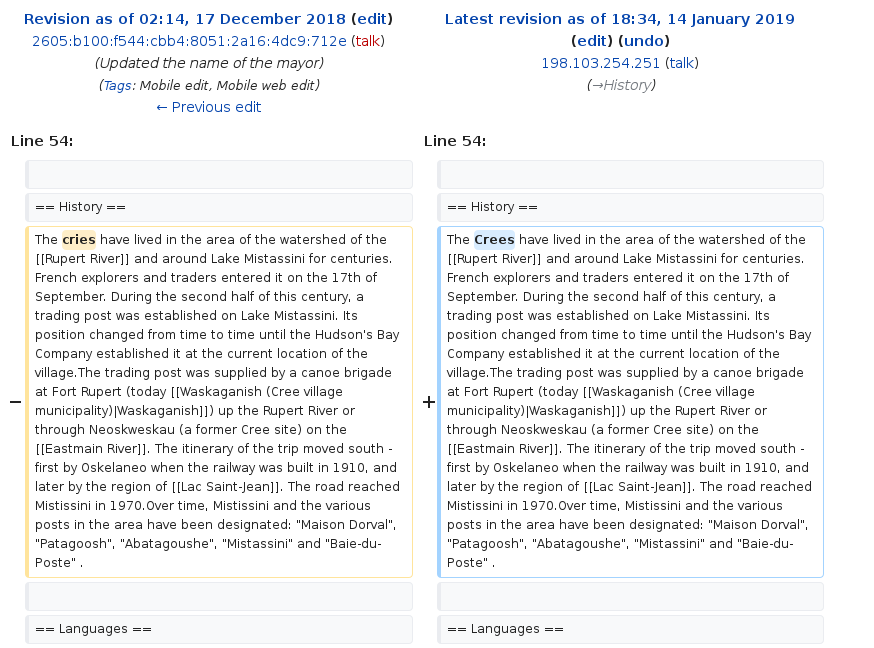 Revision as of 02:14, 17 December 2018 (edit)
2605:b100:f544:cbb4:8051:2a16:4dc9:712e (talk)
(Updated the name of the mayor)
(Tags: Mobile edit, Mobile web edit)
← Previous edit
Latest revision as of 18:34, 14 January 2019
(edit) (undo)
198.103.254.251 (talk)
(→History)
Line 54:
Line 54:
== History ==
== History ==
−
The cries have lived in the area of the watershed of the
[[Rupert River]] and around Lake Mistassini for centuries.
French explorers and traders entered it on the 17th of
September. During the second half of this century, a
trading post was established on Lake Mistassini. Its
position changed from time to time until the Hudson's Bay
Company established it at the current location of the
village.The trading post was supplied by a canoe brigade
at Fort Rupert (today [[Waskaganish (Cree village
municipality)|Waskaganish]]) up the Rupert River or
through Neoskweskau (a former Cree site) on the
[[Eastmain River]]. The itinerary of the trip moved south -
first by Oskelaneo when the railway was built in 1910, and
later by the region of [[Lac Saint-Jean]]. The road reached
Mistissini in 1970.Over time, Mistissini and the various
posts in the area have been designated: "Maison Dorval",
"Patagoosh", "Abatagoushe", "Mistassini" and "Baie-du-
Poste" .
+
The Crees have lived in the area of the watershed of the
[[Rupert River]] and around Lake Mistassini for centuries.
French explorers and traders entered it on the 17th of
September. During the second half of this century, a
trading post was established on Lake Mistassini. Its
position changed from time to time until the Hudson's Bay
Company established it at the current location of the
village.The trading post was supplied by a canoe brigade
at Fort Rupert (today [[Waskaganish (Cree village
municipality)|Waskaganish]]) up the Rupert River or
through Neoskweskau (a former Cree site) on the
[[Eastmain River]]. The itinerary of the trip moved south -
first by Oskelaneo when the railway was built in 1910, and
later by the region of [[Lac Saint-Jean]]. The road reached
Mistissini in 1970.Over time, Mistissini and the various
posts in the area have been designated: "Maison Dorval",
"Patagoosh", "Abatagoushe", "Mistassini" and "Baie-du-
Poste" .
== Languages ==
== Languages ==